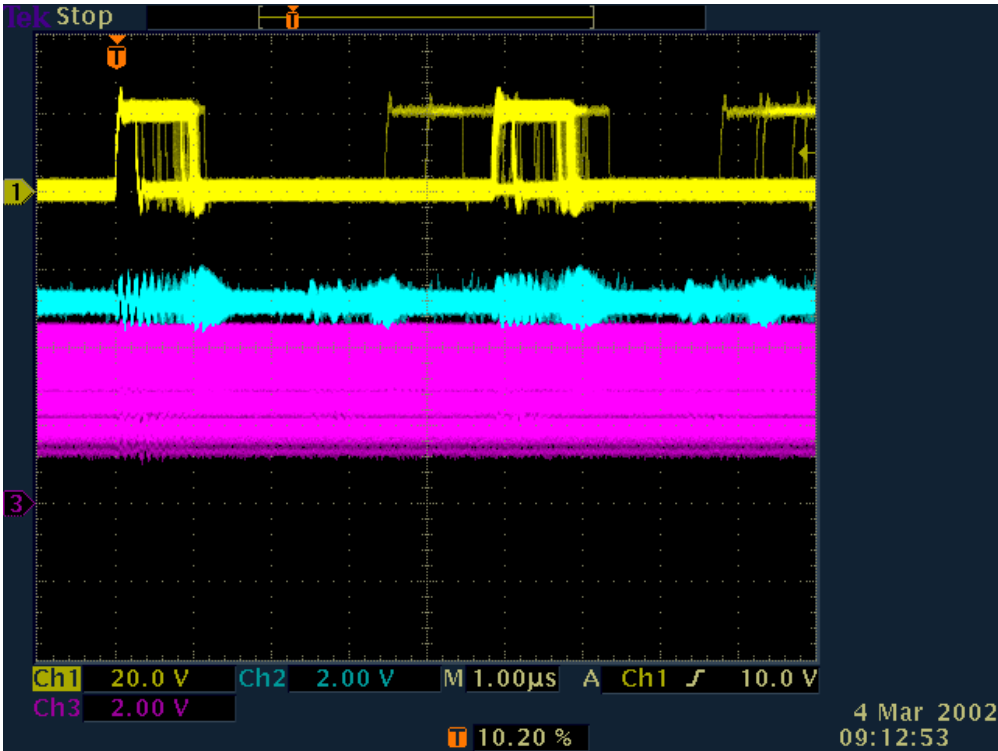 Tek Stop
T
T
1
3
Ch1 20.0 V Ch2 2.00 V M 1.00µs A Ch1 10.0 V
Ch3 2.00 V
4 Mar 2002
T 10.20 % 09:12:53